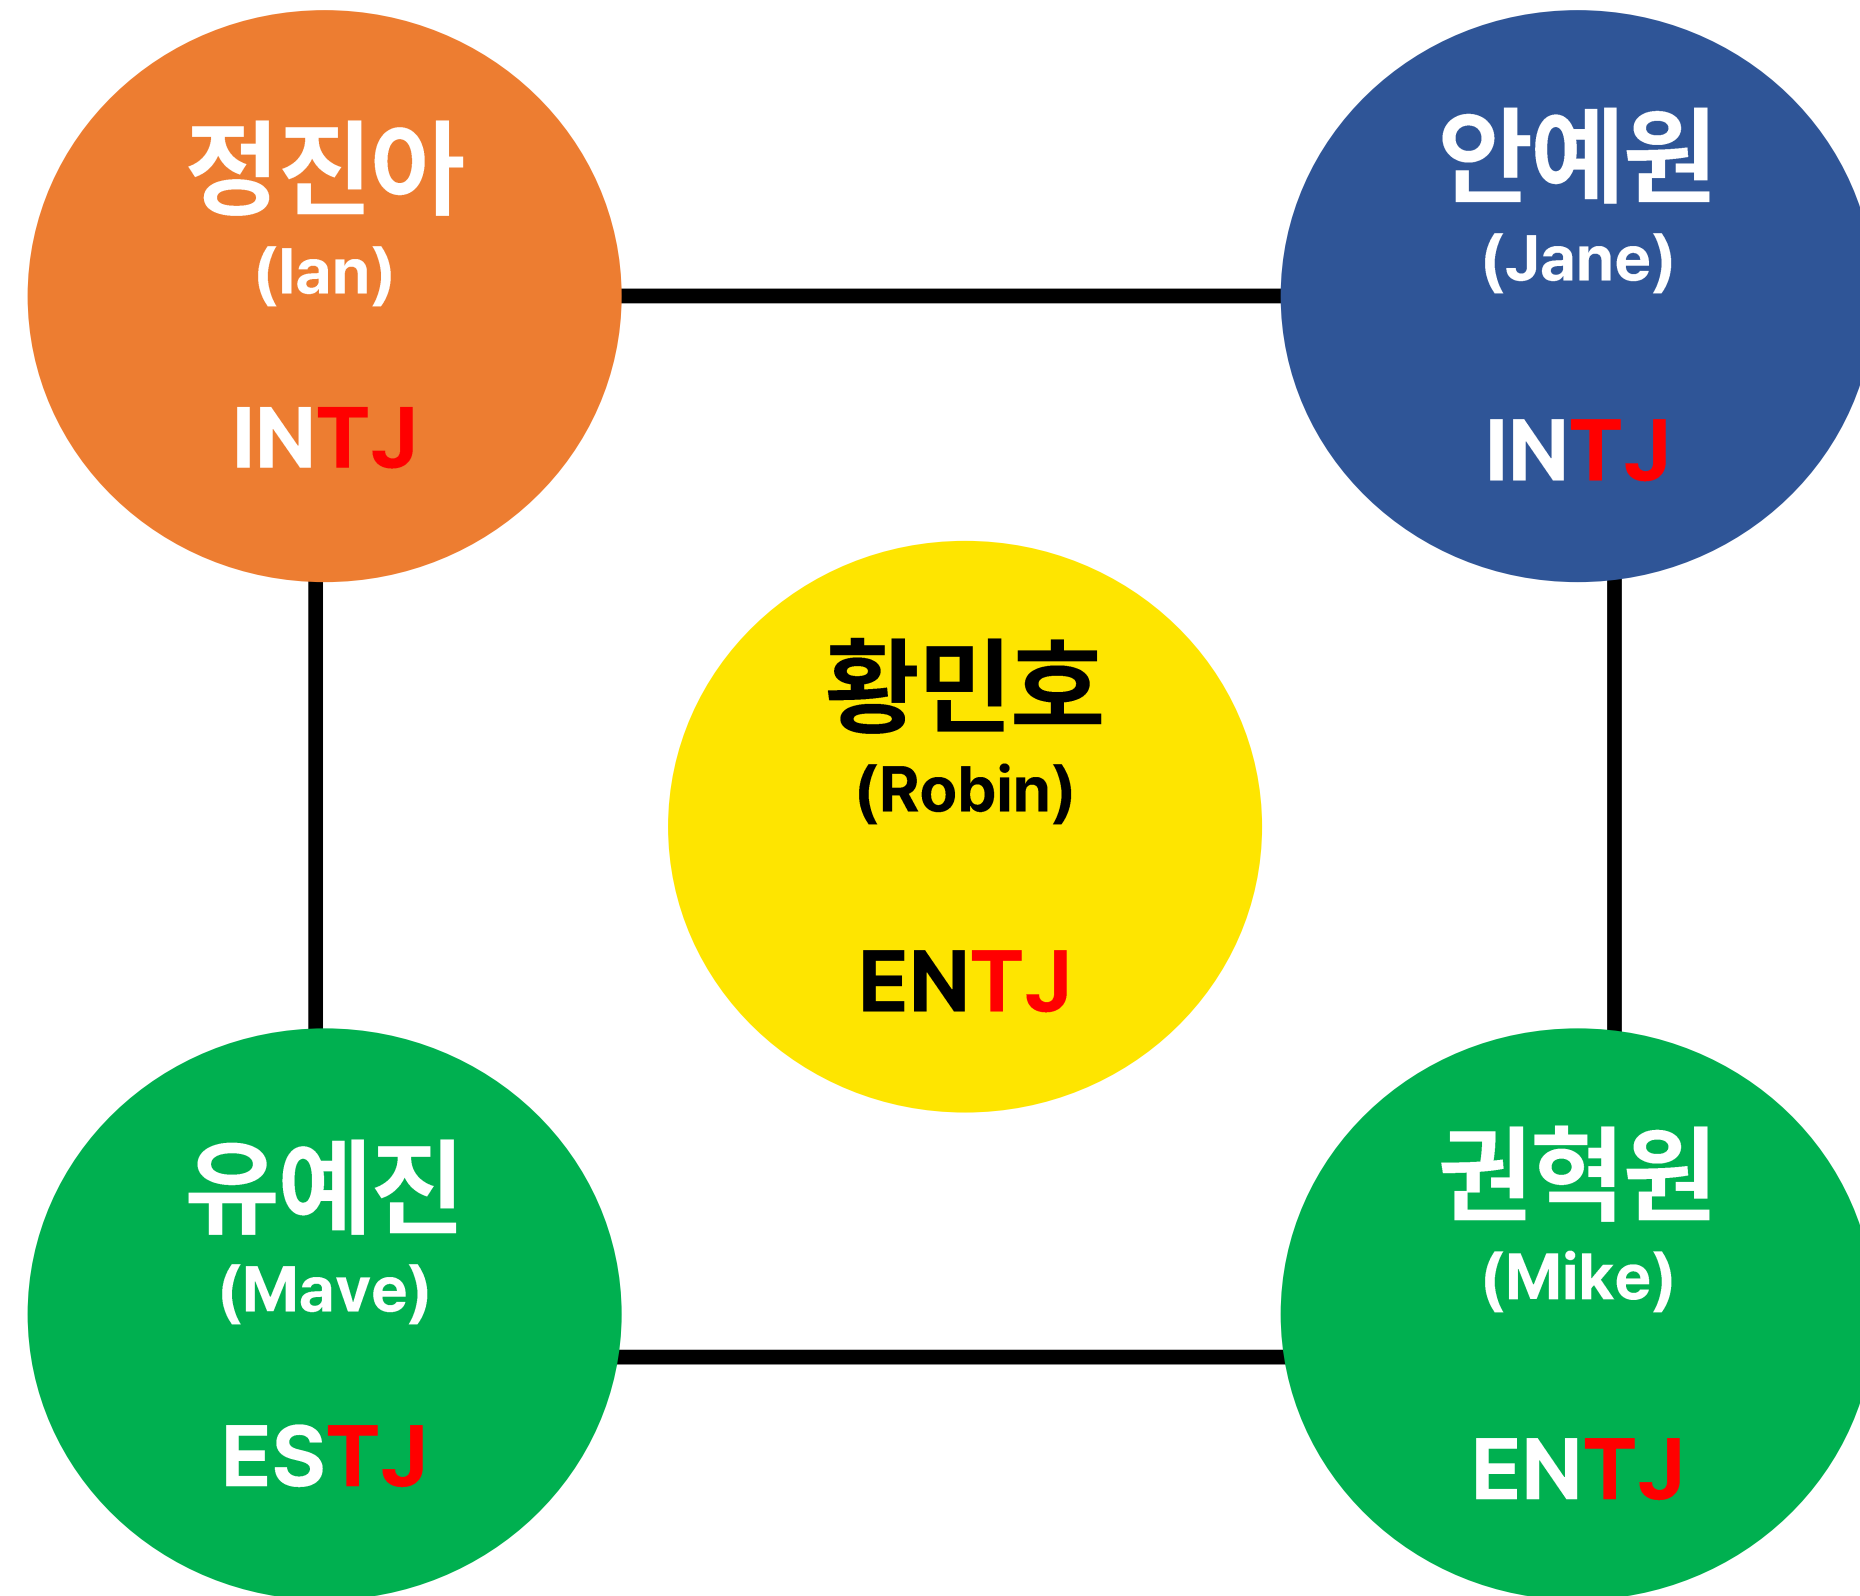 정진아
(Ian)
INTJ
안예원
(Jane)
INTJ
황민호
(Robin)
ENTJ
유예진
(Mave)
ESTJ
권혁원
(Mike)
ENTJ